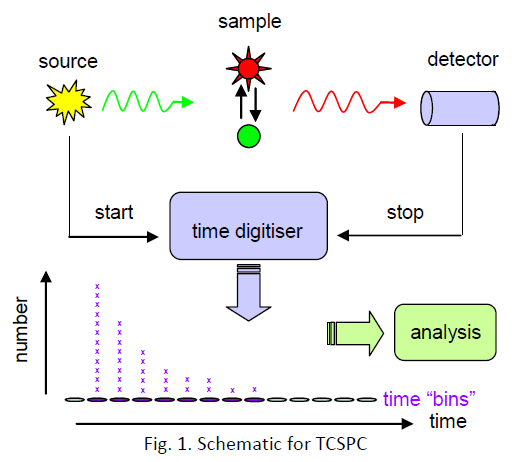 sample
source
detector
start
stop
time digitiser
number
analysis
time “bins”
time
Fig. 1. Schematic for TCSPC